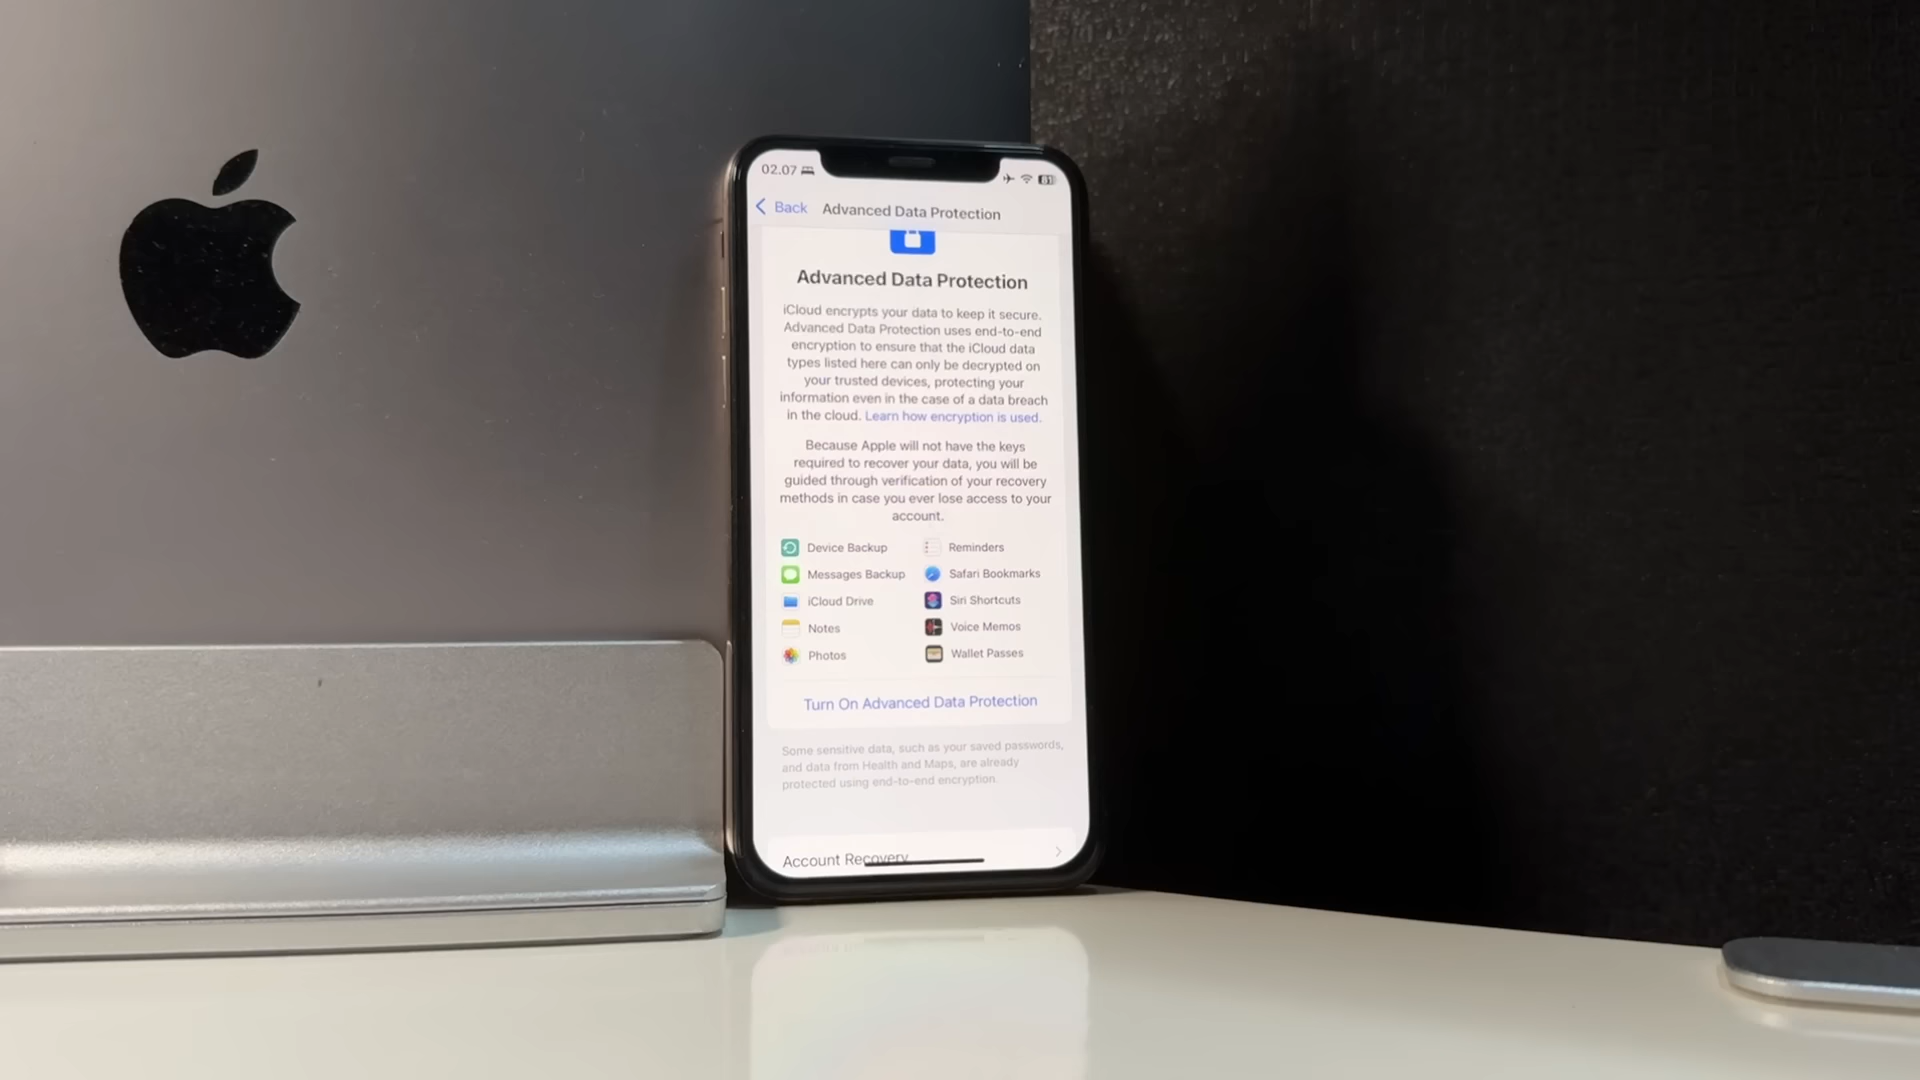 02.07
81
Back
Advanced Data Protection
Advanced Data Protection
iCloud encrypts your data to keep it secure.
Advanced Data Protection uses end-to-end
encryption to ensure that the iCloud data
types listed here can only be decrypted on
your trusted devices, protecting your
information even in the case of a data breach
in the cloud. Learn how encryption is used.
Because Apple will not have the keys
required to recover your data, you will be
guided through verification of your recovery
methods in case you ever lose access to your
account.
Device Backup
Reminders
Messages Backup
Safari Bookmarks
iCloud Drive
Siri Shortcuts
Notes
Voice Memos
Photos
Wallet Passes
Turn On Advanced Data Protection
Some sensitive data, such as your saved passwords,
and data from Health and Maps, are already
protected using end-to-end encryption.
Account Recovery